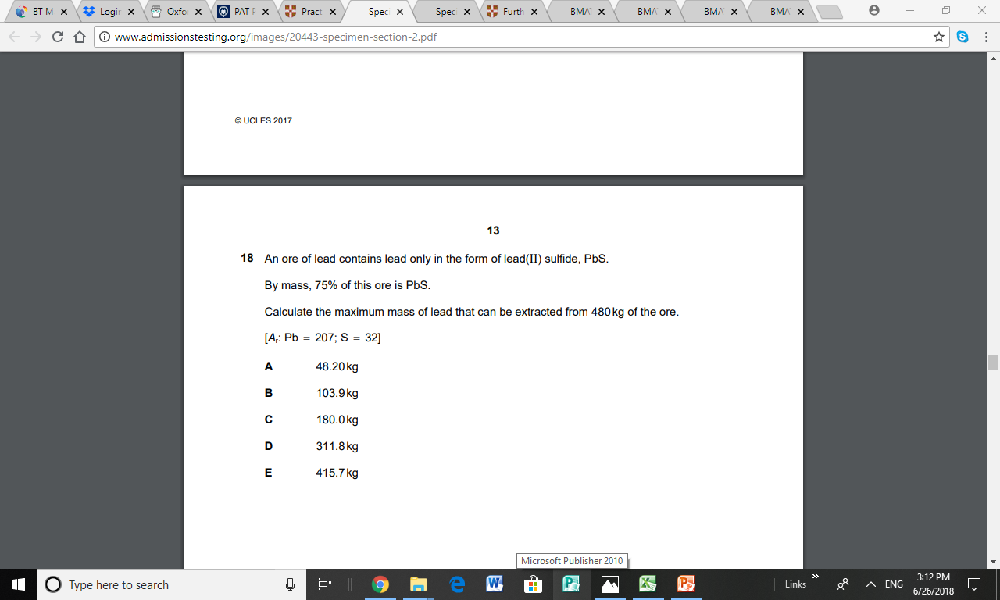 BT M
Login
Oxfo
PAT F
Pract
Spec
Spec
Furth
BMA
BMA
BMA
BMA
www.admissionstesting.org/images/20443-specimen-section-2.pdf
© UCLES 2017
13
18 An ore of lead contains lead only in the form of lead(II) sulfide, PbS.
By mass, 75% of this ore is PbS.
Calculate the maximum mass of lead that can be extracted from 480 kg of the ore.
[Ar: Pb = 207; S = 32]
A 48.20 kg
B 103.9 kg
C 180.0 kg
D 311.8 kg
E 415.7 kg
Microsoft Publisher 2010
Type here to search
Links
ENG
3:12 PM
6/26/2018